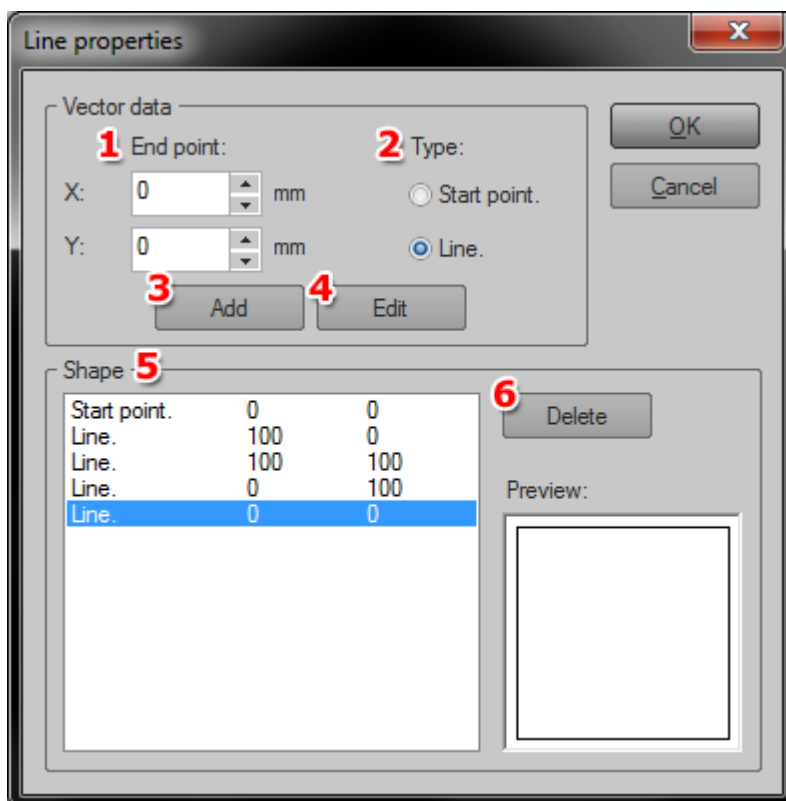 Line properties
Vector data
1 End point:
2 Type:
OK
X: 0 mm
Start point.
Cancel
Y: 0 mm
Line.
3 Add
4 Edit
Shape 5
Start point. 0 0
Line. 100 0
Line. 100 100
Line. 0 100
Line. 0 0
6 Delete
Preview: